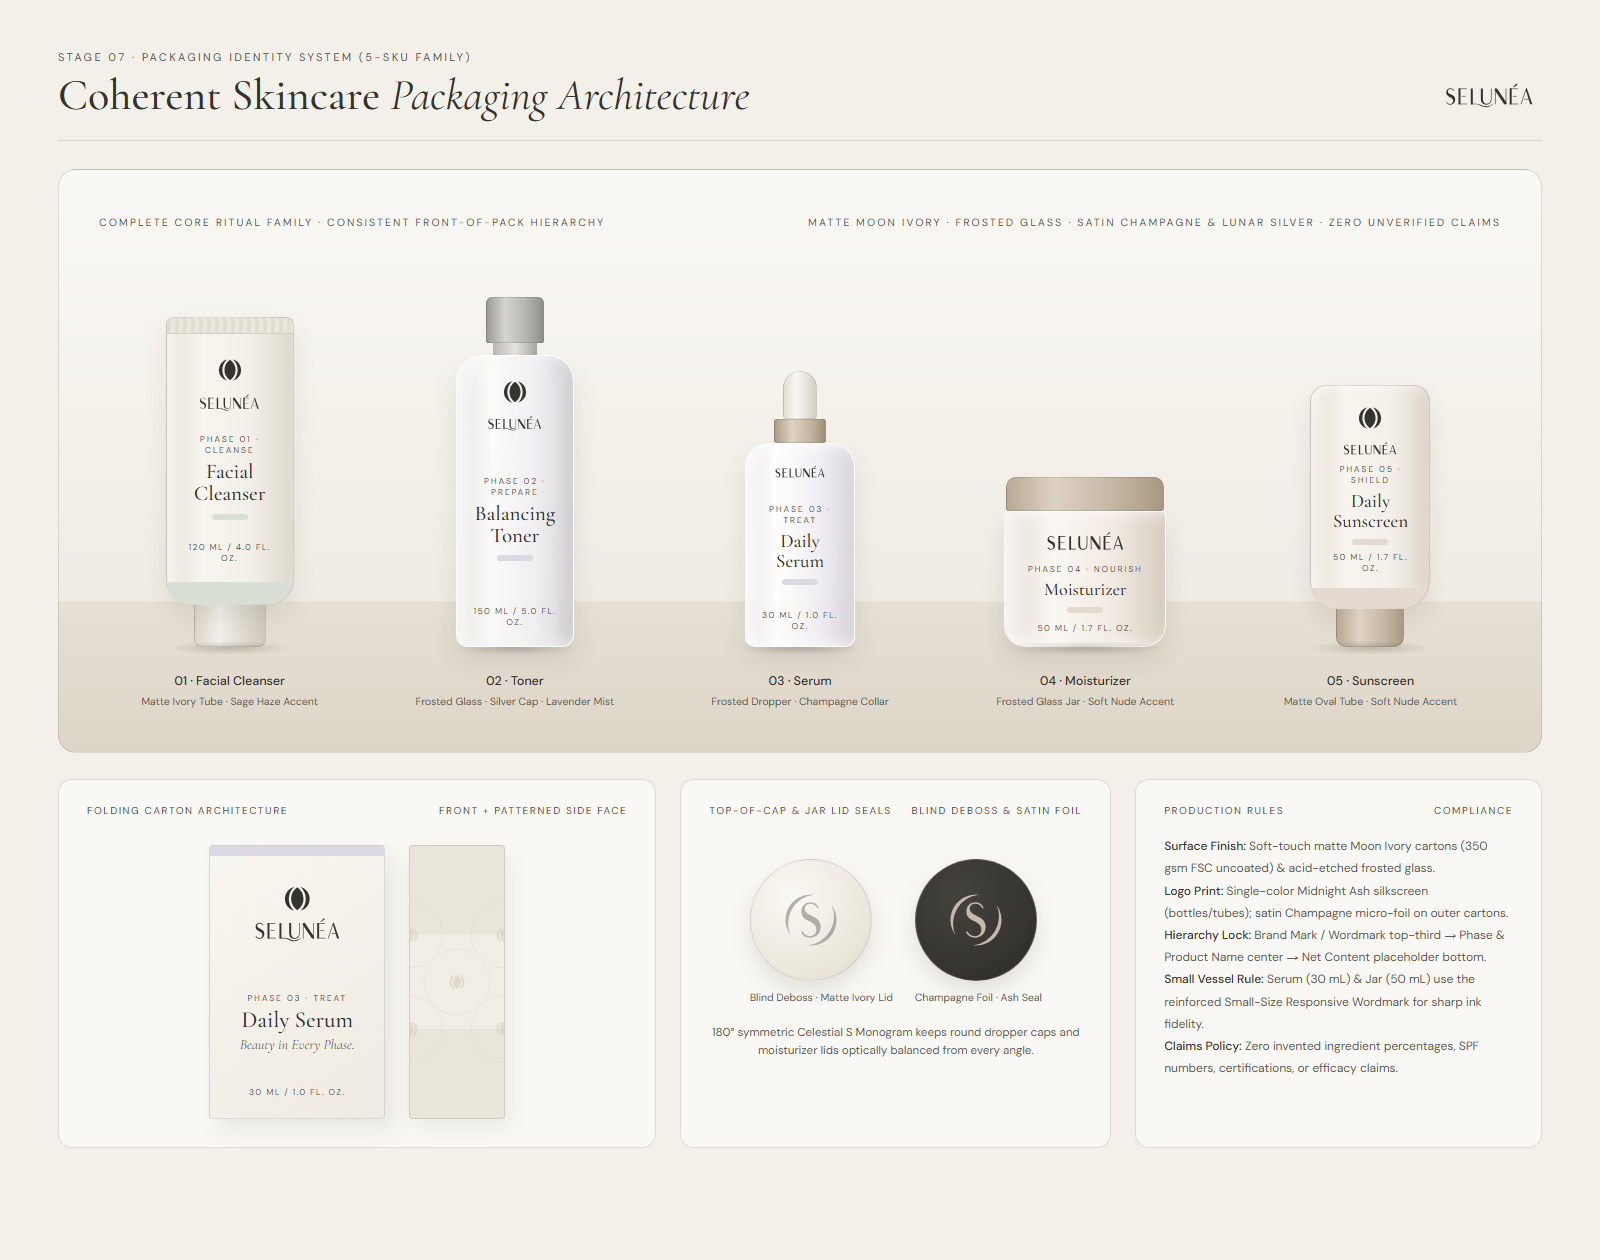 STAGE 07 · PACKAGING IDENTITY SYSTEM (5-SKU FAMILY)
Coherent Skincare Packaging Architecture
SELUNÉA
COMPLETE CORE RITUAL FAMILY · CONSISTENT FRONT-OF-PACK HIERARCHY
MATTE MOON IVORY · FROSTED GLASS · SATIN CHAMPAGNE & LUNAR SILVER · ZERO UNVERIFIED CLAIMS
SELUNÉA
PHASE 01 ·
CLEANSE
Facial
Cleanser
120 ML / 4.0 FL.
OZ.
SELUNÉA
PHASE 02 ·
PREPARE
Balancing
Toner
150 ML / 5.0 FL.
OZ.
SELUNÉA
PHASE 03 ·
TREAT
Daily
Serum
30 ML / 1.0 FL.
OZ.
SELUNÉA
PHASE 04 · NOURISH
Moisturizer
50 ML / 1.7 FL. OZ.
SELUNÉA
PHASE 05 ·
SHIELD
Daily
Sunscreen
50 ML / 1.7 FL.
OZ.
01 · Facial Cleanser
Matte Ivory Tube · Sage Haze Accent
02 · Toner
Frosted Glass · Silver Cap · Lavender Mist
03 · Serum
Frosted Dropper · Champagne Collar
04 · Moisturizer
Frosted Glass Jar · Soft Nude Accent
05 · Sunscreen
Matte Oval Tube · Soft Nude Accent
FOLDING CARTON ARCHITECTURE
FRONT + PATTERNED SIDE FACE
SELUNÉA
PHASE 03 · TREAT
Daily Serum
Beauty in Every Phase.
30 ML / 1.0 FL. OZ.
TOP-OF-CAP & JAR LID SEALS
BLIND DEBOSS & SATIN FOIL
S
S
Blind Deboss · Matte Ivory Lid
Champagne Foil · Ash Seal
180° symmetric Celestial S Monogram keeps round dropper caps and
moisturizer lids optically balanced from every angle.
PRODUCTION RULES
COMPLIANCE
Surface Finish: Soft-touch matte Moon Ivory cartons (350
gsm FSC uncoated) & acid-etched frosted glass.
Logo Print: Single-color Midnight Ash silkscreen
(bottles/tubes); satin Champagne micro-foil on outer cartons.
Hierarchy Lock: Brand Mark / Wordmark top-third → Phase &
Product Name center → Net Content placeholder bottom.
Small Vessel Rule: Serum (30 mL) & Jar (50 mL) use the
reinforced Small-Size Responsive Wordmark for sharp ink
fidelity.
Claims Policy: Zero invented ingredient percentages, SPF
numbers, certifications, or efficacy claims.